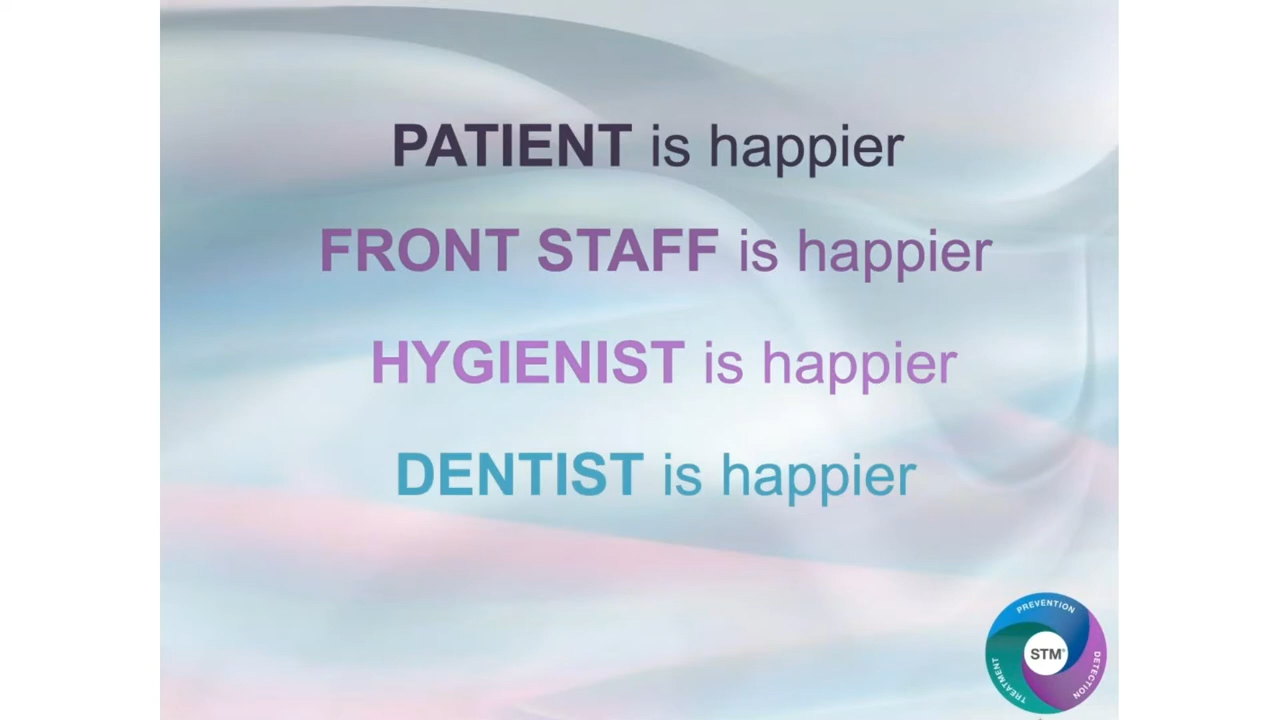 PATIENT is happier
FRONT STAFF is happier
HYGIENIST is happier
DENTIST is happier
PREVENTION
STM®
TREATMENT
DETECTION